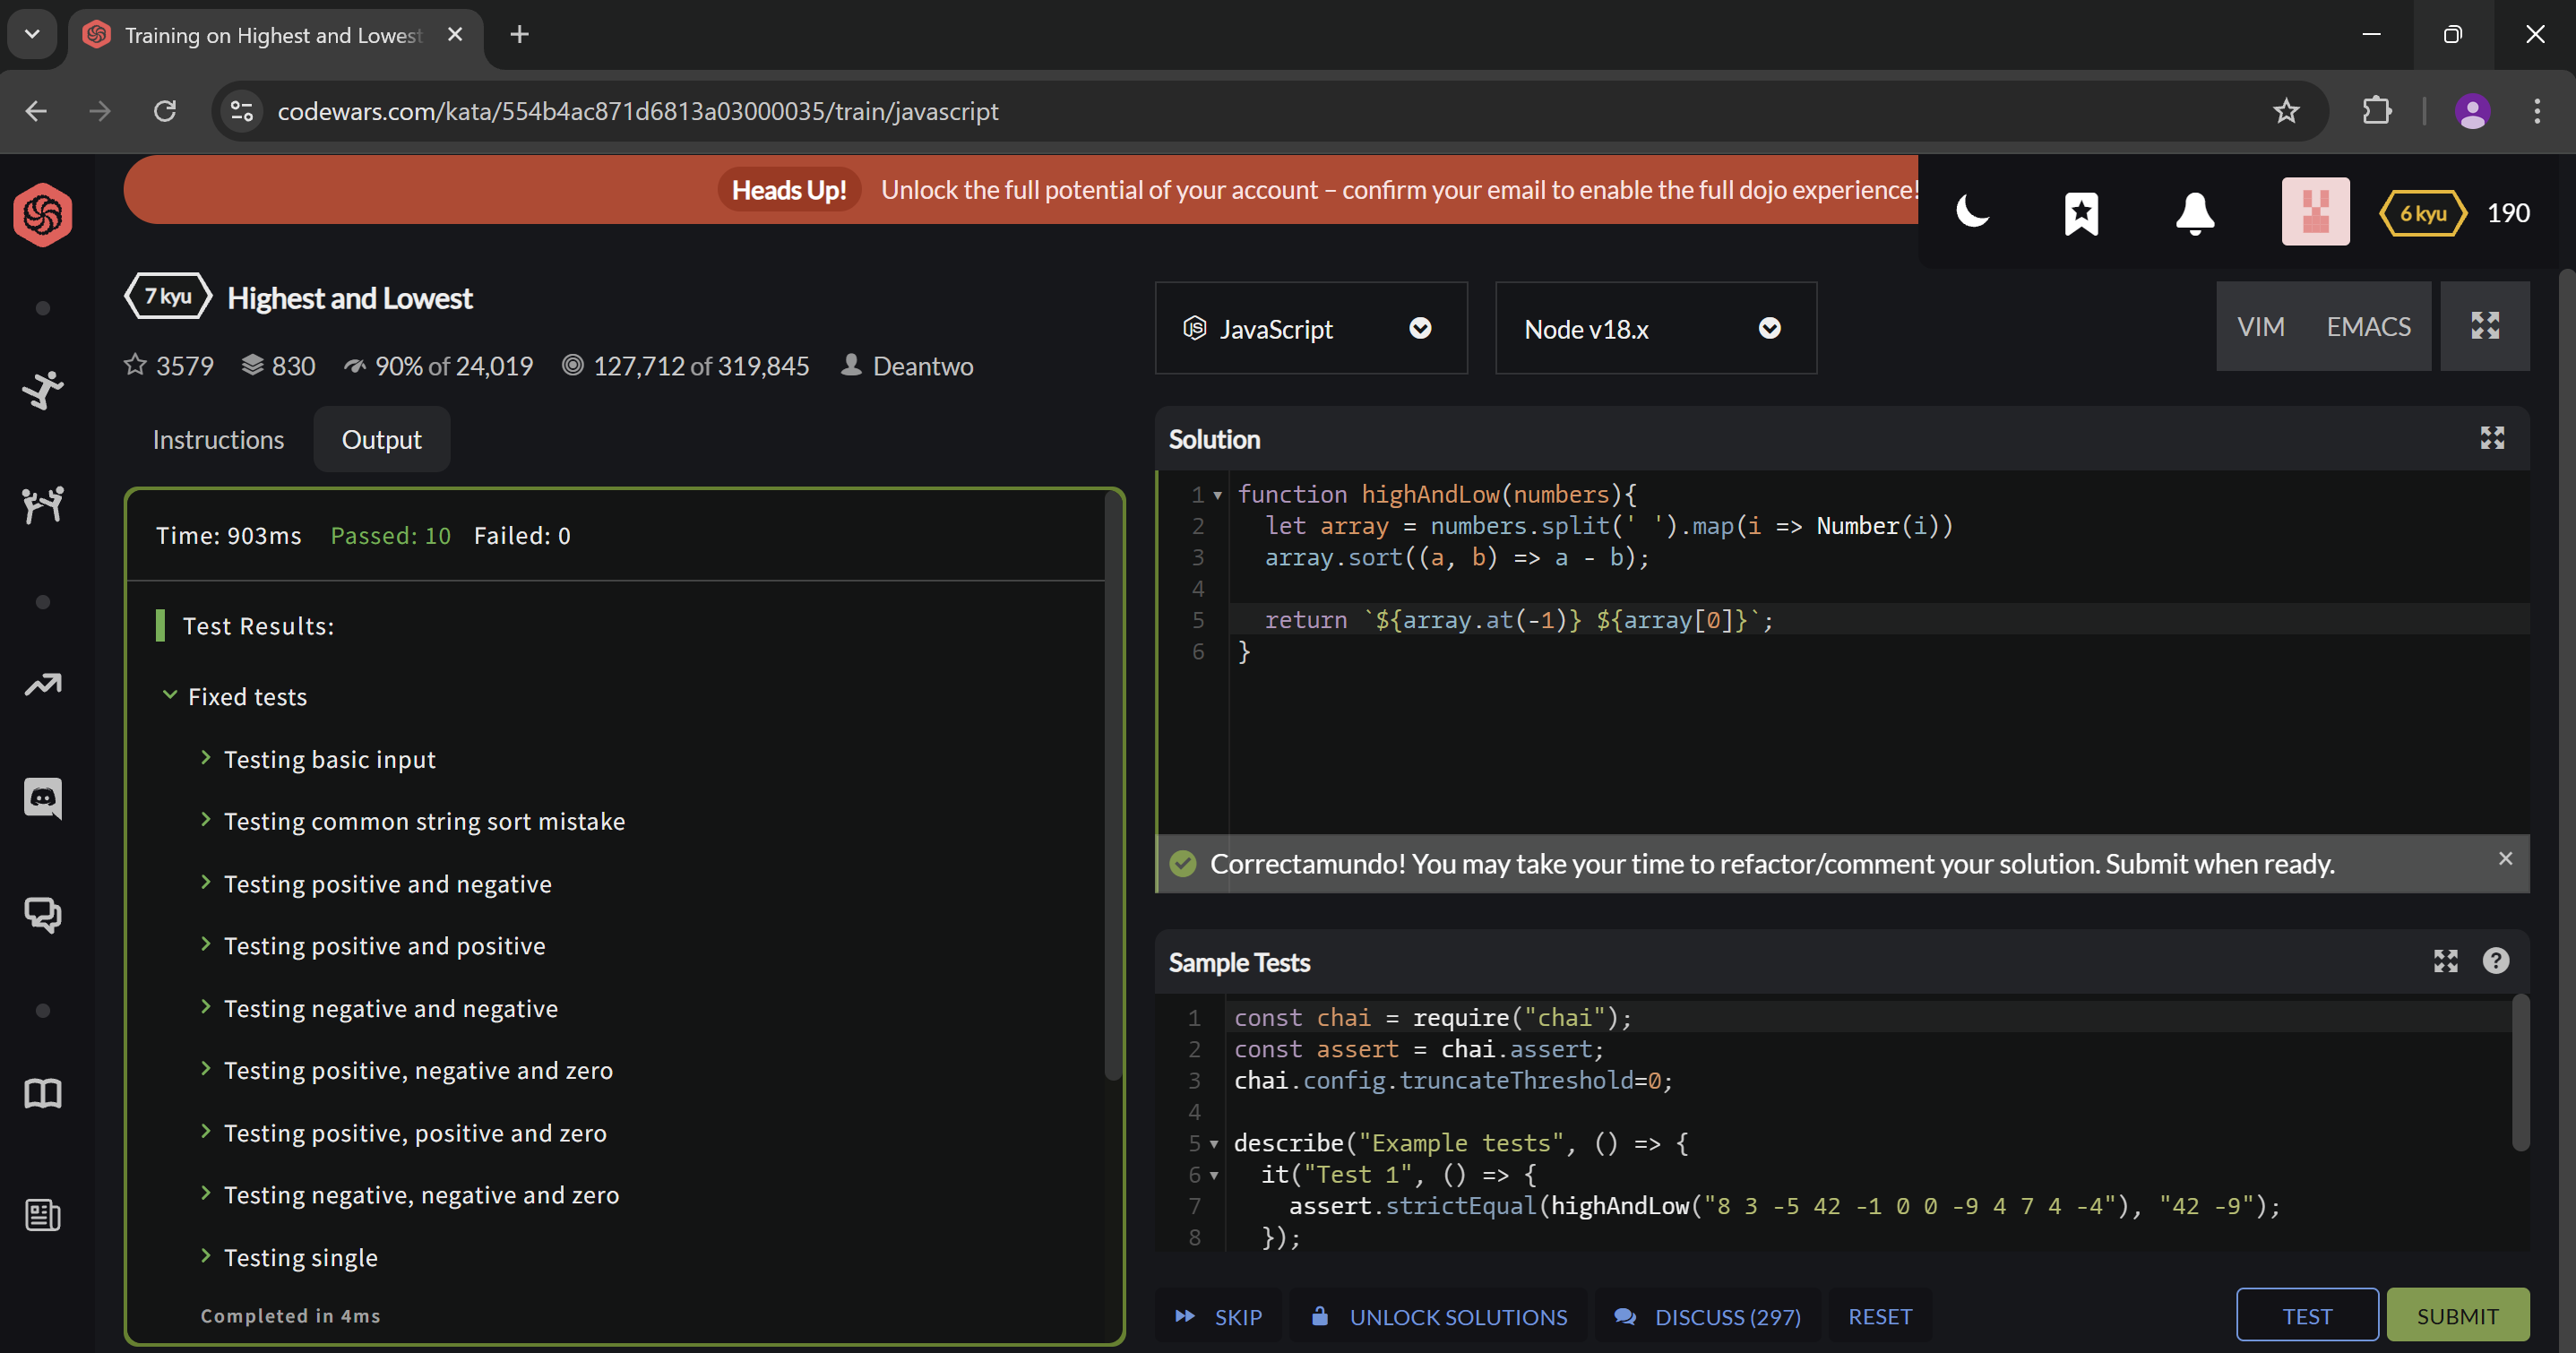 Training on Highest and Lowest
codewars.com/kata/554b4ac871d6813a03000035/train/javascript
Heads Up! Unlock the full potential of your account – confirm your email to enable the full dojo experience!
6 kyu 190
7 kyu Highest and Lowest
3579 830 90% of 24,019 127,712 of 319,845 Deantwo
JavaScript
Node v18.x
VIM EMACS
Instructions Output
Time: 903ms Passed: 10 Failed: 0
Test Results:
Fixed tests
Testing basic input
Testing common string sort mistake
Testing positive and negative
Testing positive and positive
Testing negative and negative
Testing positive, negative and zero
Testing positive, positive and zero
Testing negative, negative and zero
Testing single
Completed in 4ms
Solution
1 function highAndLow(numbers){
2 let array = numbers.split(' ').map(i => Number(i))
3 array.sort((a, b) => a - b);
4
5 return `${array.at(-1)} ${array[0]}`;
6 }
Correctamundo! You may take your time to refactor/comment your solution. Submit when ready.
Sample Tests
1 const chai = require("chai");
2 const assert = chai.assert;
3 chai.config.truncateThreshold=0;
4
5 describe("Example tests", () => {
6 it("Test 1", () => {
7 assert.strictEqual(highAndLow("8 3 -5 42 -1 0 0 -9 4 7 4 -4"), "42 -9");
8 });
SKIP UNLOCK SOLUTIONS DISCUSS (297) RESET TEST SUBMIT